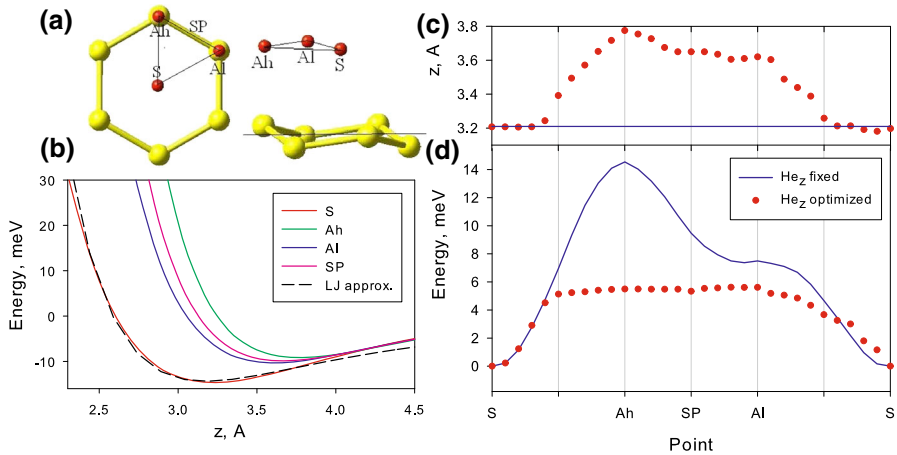 (a)
Ah
SP
Al
S
Ah
Al
S
(b)
Energy, meV
30
20
10
0
-10
S
Ah
Al
SP
LJ approx.
2.5
3.0
3.5
4.0
4.5
z, A
(c)
z, A
3.8
3.6
3.4
3.2
(d)
Energy, meV
14
12
10
8
6
4
2
0
He_z fixed
He_z optimized
S
Ah
SP
Al
S
Point